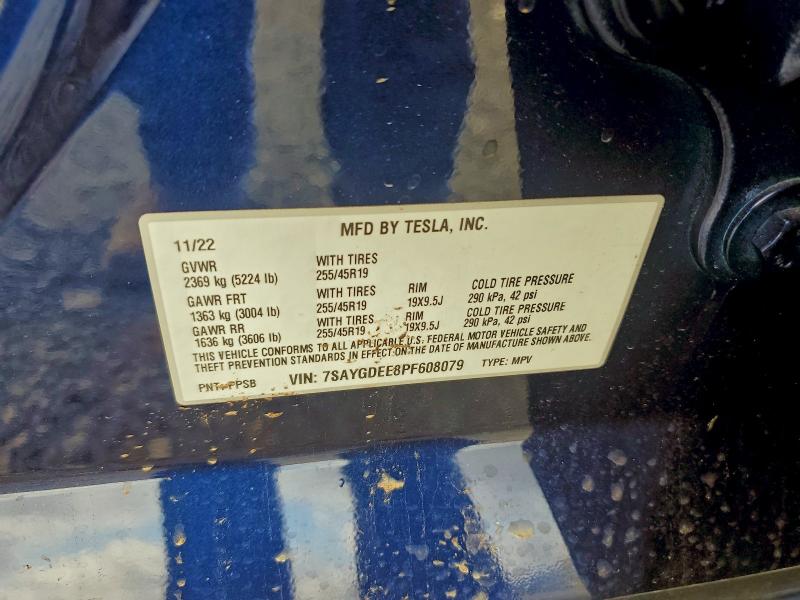 MFD BY TESLA, INC.
11/22
GVWR WITH TIRES
2369 kg (5224 lb) 255/45R19
GAWR FRT WITH TIRES RIM COLD TIRE PRESSURE
1363 kg (3004 lb) 255/45R19 19X9.5J 290 kPa, 42 psi
GAWR RR WITH TIRES RIM COLD TIRE PRESSURE
1636 kg (3606 lb) 255/45R19 19X9.5J 290 kPa, 42 psi
THIS VEHICLE CONFORMS TO ALL APPLICABLE U.S. FEDERAL MOTOR VEHICLE SAFETY AND
THEFT PREVENTION STANDARDS IN EFFECT ON THE DATE OF MANUFACTURE SHOWN ABOVE.
PNT: PPSB VIN: 7SAYGDEE8PF608079 TYPE: MPV